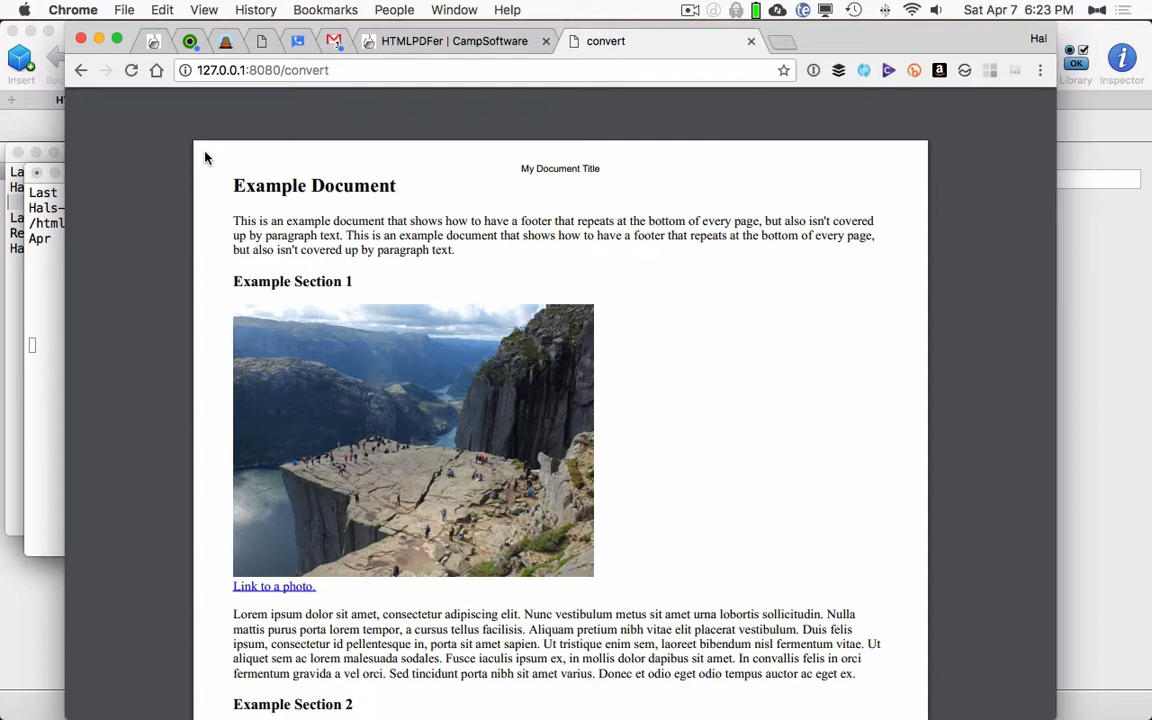 Chrome File Edit View History Bookmarks People Window Help
Sat Apr 7 6:23 PM
Hal
HTMLPDFer | CampSoftware
convert
127.0.0.1:8080/convert
Insert
Library
Inspector
OK
La
Ha
La
Re
Ha
Last
Hals-
/html
Apr
My Document Title
Example Document
This is an example document that shows how to have a footer that repeats at the bottom of every page, but also isn't covered
up by paragraph text. This is an example document that shows how to have a footer that repeats at the bottom of every page,
but also isn't covered up by paragraph text.
Example Section 1
Link to a photo.
Lorem ipsum dolor sit amet, consectetur adipiscing elit. Nunc vestibulum metus sit amet urna lobortis sollicitudin. Nulla
mattis purus porta lorem tempor, a cursus tellus facilisis. Aliquam pretium nibh vitae elit placerat vestibulum. Duis felis
ipsum, consectetur id pellentesque in, porta sit amet sapien. Ut tristique enim sem, laoreet bibendum nisl fermentum vitae. Ut
aliquet sem ac lorem malesuada sodales. Fusce iaculis ipsum ex, in mollis dolor dapibus sit amet. In convallis felis in orci
fermentum gravida a vel orci. Sed tincidunt porta nibh sit amet varius. Donec et odio eget odio tempus auctor ac eget ex.
Example Section 2